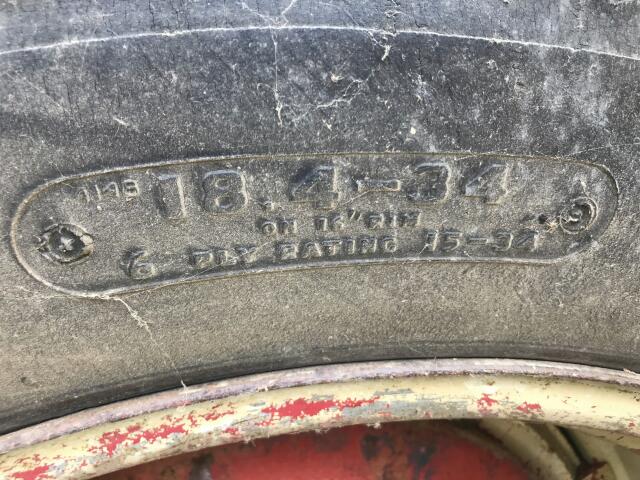 18.4-34
ON 16" RIM
6 PLY RATING 15-34